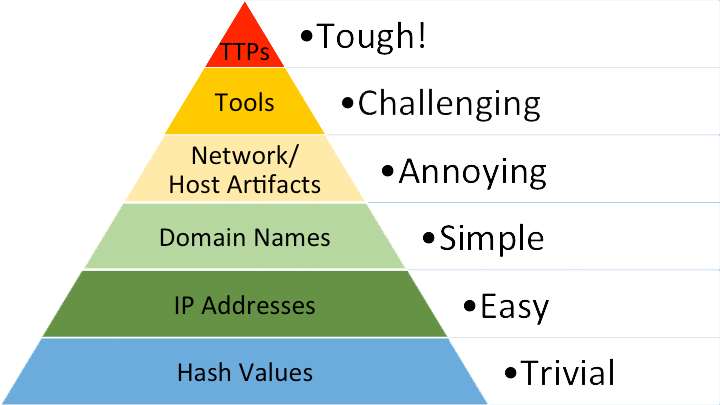 TTPs
•Tough!
Tools
•Challenging
Network/
Host Artifacts
•Annoying
Domain Names
•Simple
IP Addresses
•Easy
Hash Values
•Trivial